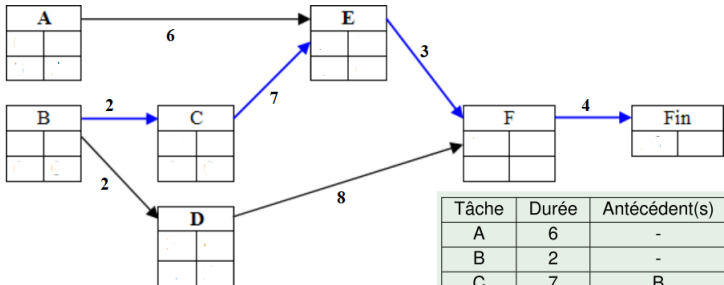 A
E
6
3
7
B
2
C
F
4
Fin
2
D
8
Tâche Durée Antécédent(s)
A 6 -
B 2 -
C 7 B